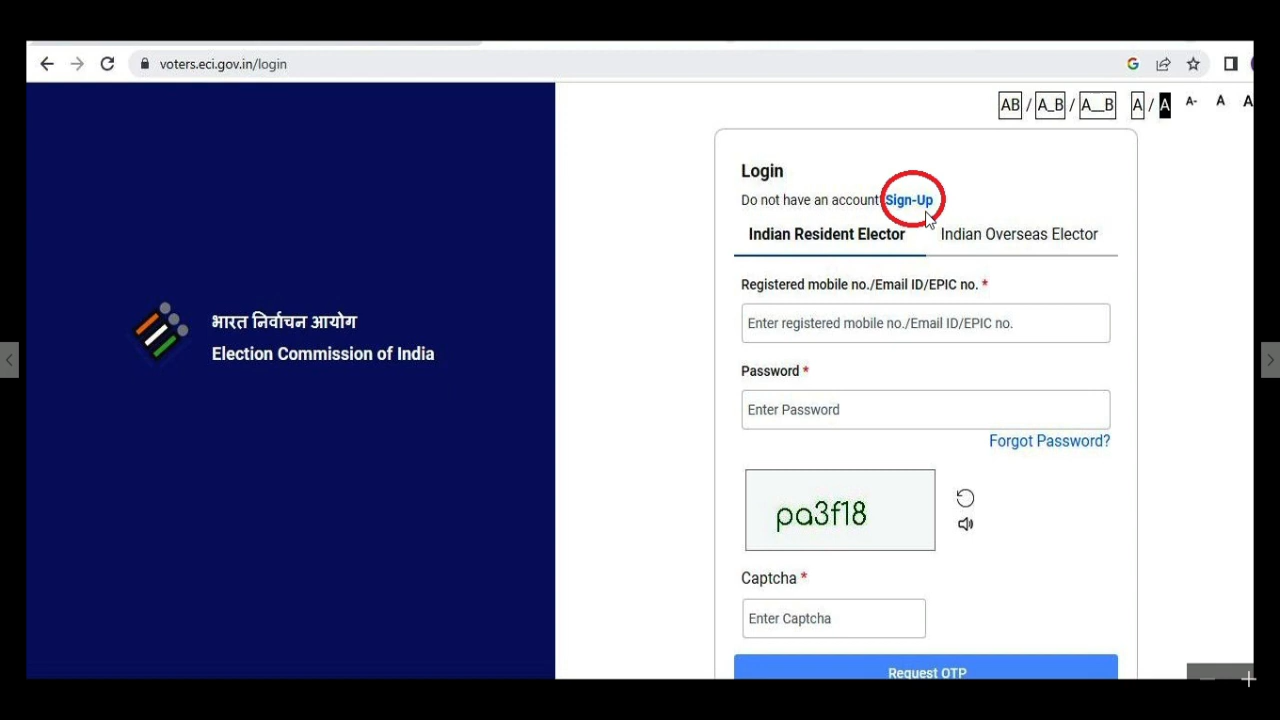 voters.eci.gov.in/login
AB / A_B / A__B A / A A- A A
Login
Do not have an account Sign-Up
Indian Resident Elector Indian Overseas Elector
Registered mobile no./Email ID/EPIC no. *
Enter registered mobile no./Email ID/EPIC no.
भारत निर्वाचन आयोग
Election Commission of India
Password *
Enter Password
Forgot Password?
pa3f18
Captcha *
Enter Captcha
Request OTP